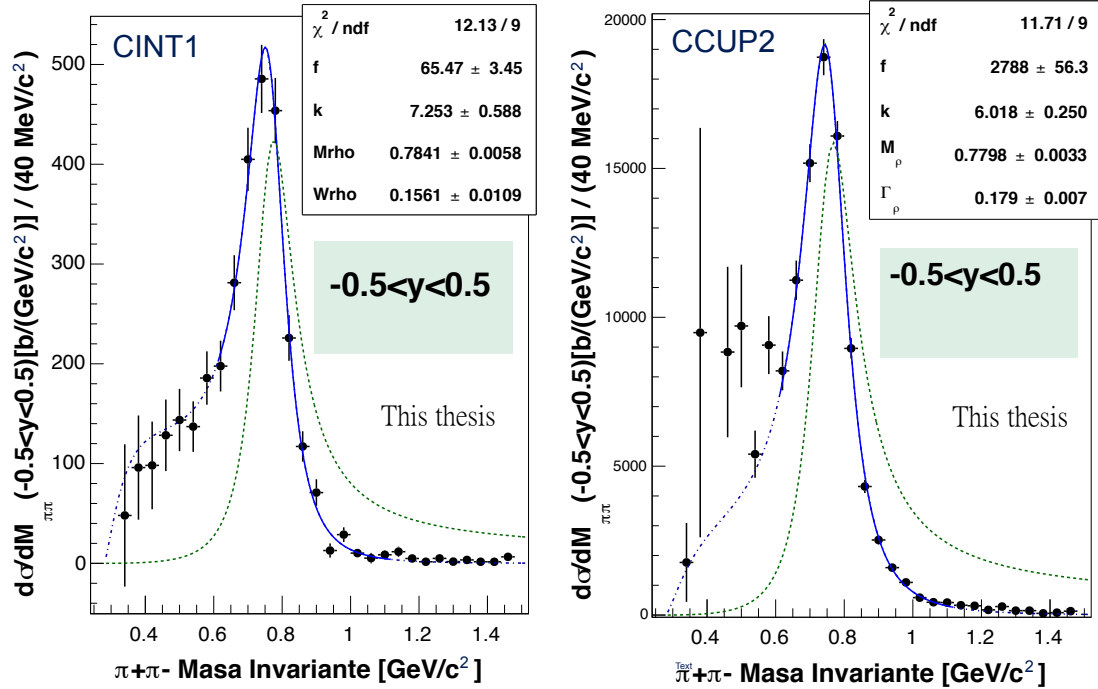 CINT1
χ2 / ndf 12.13 / 9
f 65.47 ± 3.45
k 7.253 ± 0.588
Mrho 0.7841 ± 0.0058
Wrho 0.1561 ± 0.0109
-0.5<y<0.5
This thesis
dσ/dMππ (-0.5<y<0.5)[b/(GeV/c2)] / (40 MeV/c2)
500
400
300
200
100
0
0.4 0.6 0.8 1 1.2 1.4
π+π- Masa Invariante [GeV/c2]
CCUP2
χ2 / ndf 11.71 / 9
f 2788 ± 56.3
k 6.018 ± 0.250
Mρ 0.7798 ± 0.0033
Γρ 0.179 ± 0.007
-0.5<y<0.5
This thesis
dσ/dMππ (-0.5<y<0.5)[b/(GeV/c2)] / (40 MeV/c2)
20000
15000
10000
5000
0
0.4 0.6 0.8 1 1.2 1.4
Text
π+π- Masa Invariante [GeV/c2]